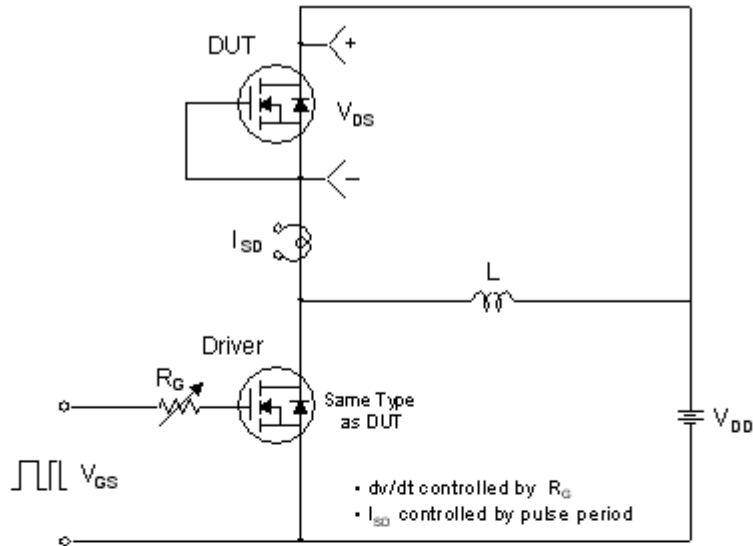 DUT
+
V_DS
–
I_SD
L
Driver
R_G
Same Type
as DUT
V_DD
V_GS
• dv/dt controlled by R_G
• I_SD controlled by pulse period